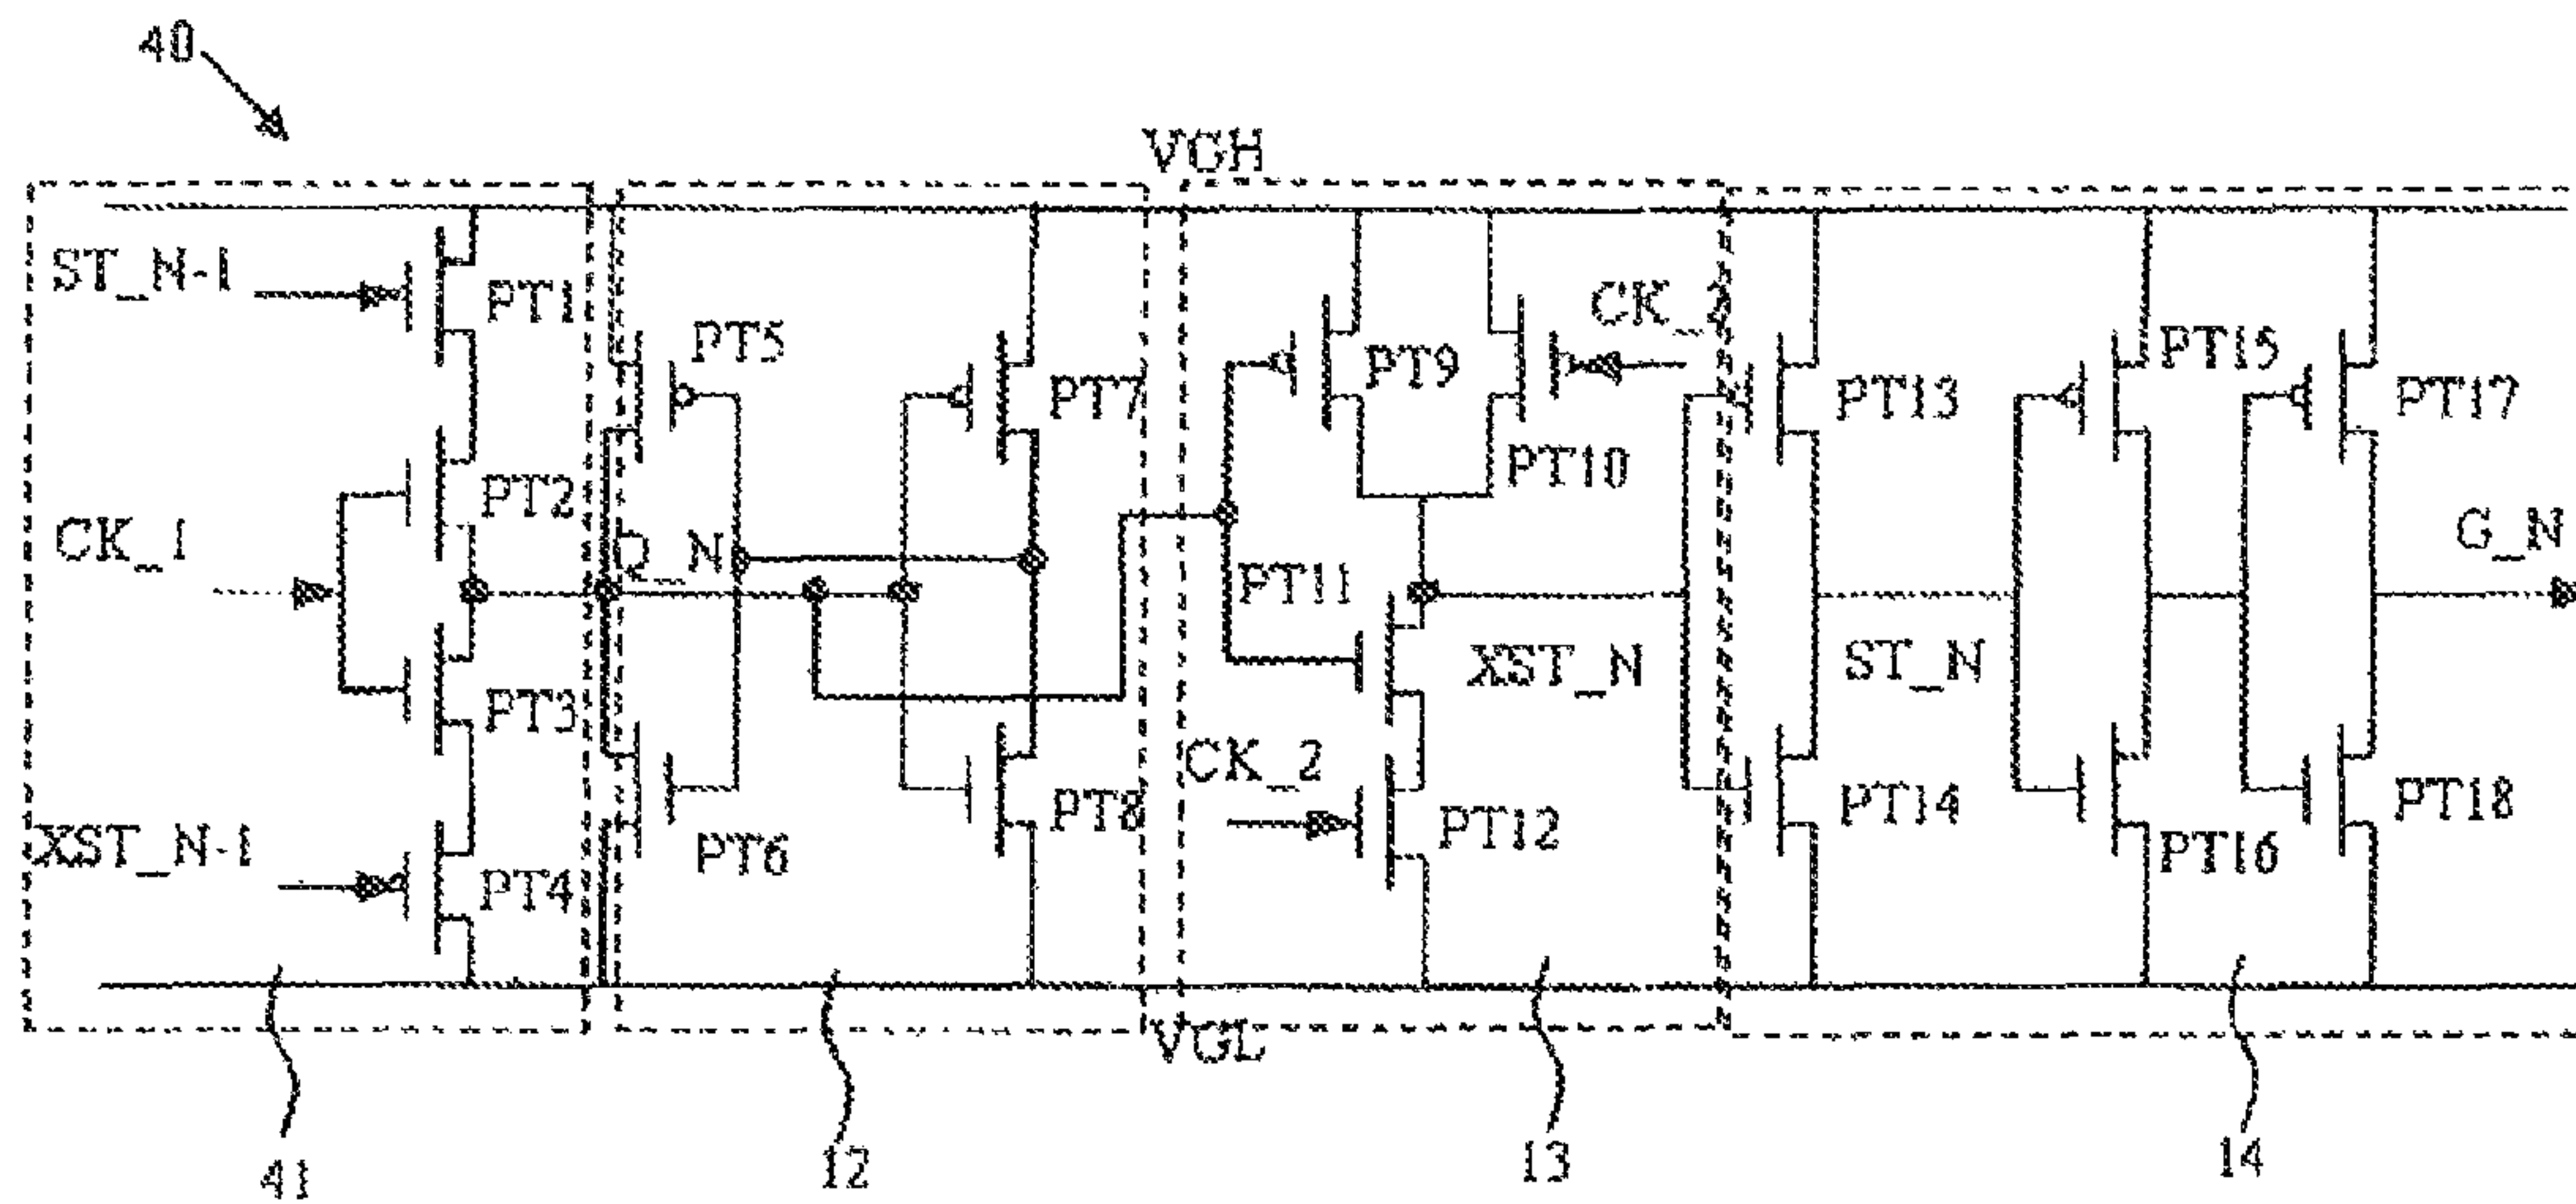 40
VGH
ST_N-1
PT1
PT5
CK_2
PT9
PT7
PT13
PT15
PT17
PT2
PT10
CK_1
Q_N
G_N
PT11
XST_N
ST_N
PT3
CK_2
PT8
PT12
PT14
PT18
XST_N-1
PT6
PT16
PT4
VGL
41
12
13
14